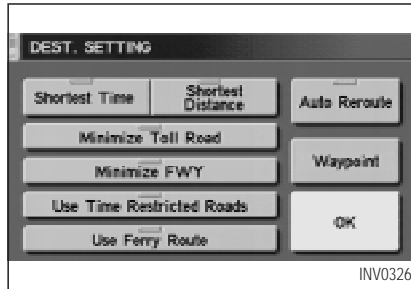 DEST. SETTING
Shortest Time
Shortest
Distance
Auto Reroute
Minimize Toll Road
Minimize FWY
Waypoint
Use Time Restricted Roads
OK
Use Ferry Route
INV0326